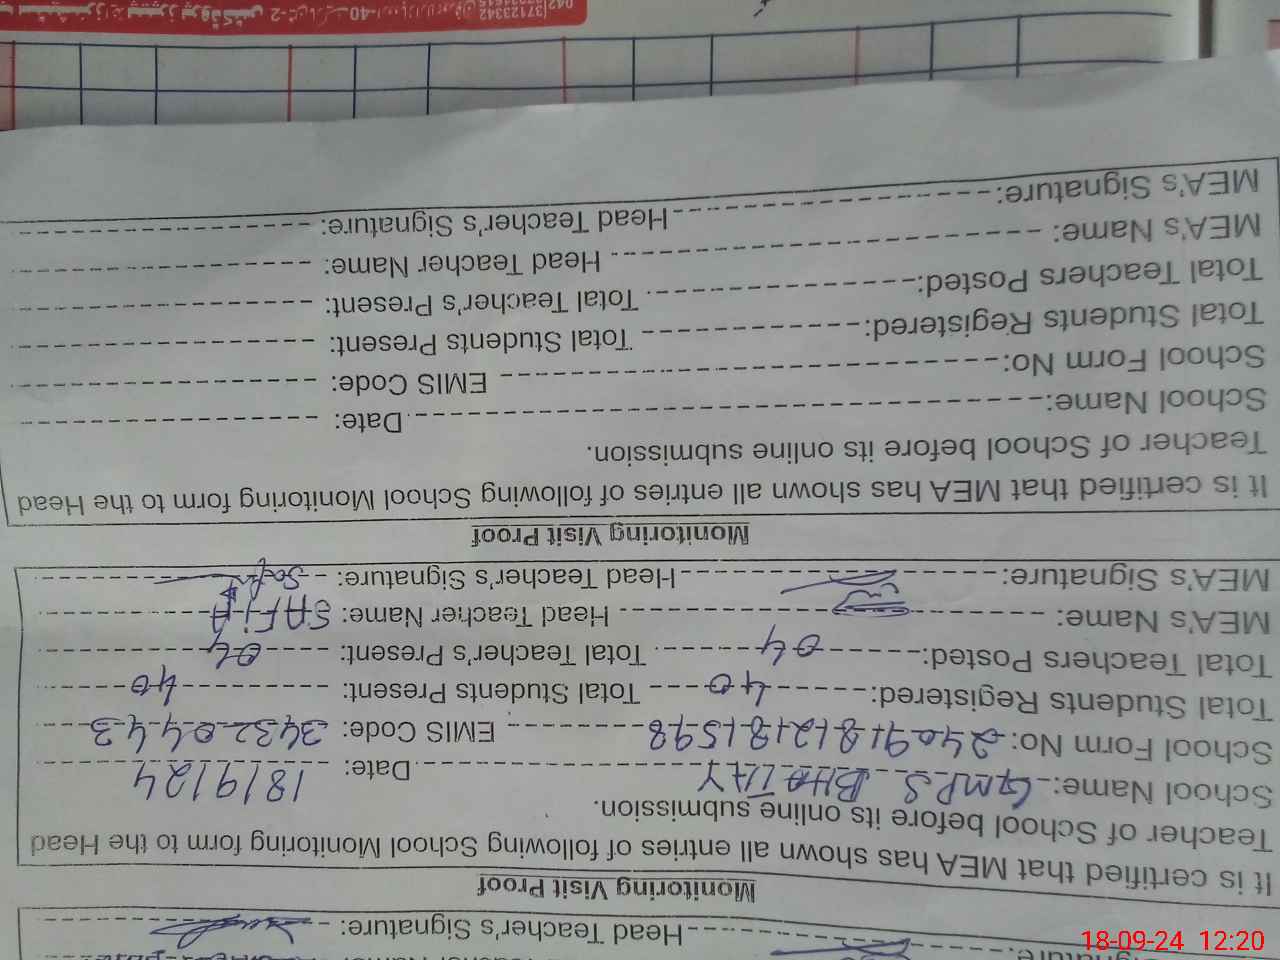 Head Teacher's Signature:
Monitoring Visit Proof
It is certified that MEA has shown all entries of following School Monitoring form to the Head
Teacher of School before its online submission.
School Name: GMPS Date: 18/9/24
School Form No: 24091812181598 EMIS Code: 34320443
Total Students Registered: 40 Total Students Present: 40
Total Teachers Posted: 04 Total Teacher's Present: 04
MEA's Name: Head Teacher Name: SAFIA
MEA's Signature: Head Teacher's Signature: Safia
Monitoring Visit Proof
It is certified that MEA has shown all entries of following School Monitoring form to the Head
Teacher of School before its online submission.
School Name: Date:
School Form No: EMIS Code:
Total Students Registered: Total Students Present:
Total Teachers Posted: Total Teacher's Present:
MEA's Name: Head Teacher Name:
MEA's Signature: Head Teacher's Signature:
37123342
18-09-24 12:20